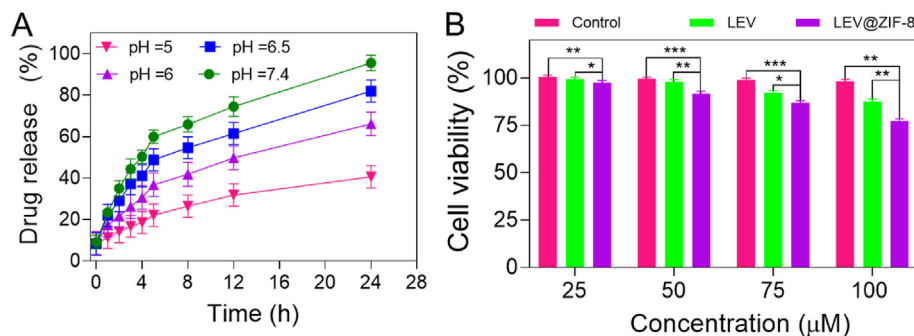 A
pH =5
pH =6.5
pH =6
pH =7.4
Drug release (%)
100
80
60
40
20
0
0 4 8 12 16 20 24 28
Time (h)
B
Control LEV LEV@ZIF-8
Cell viability (%)
100
75
50
25
0
** *** *** **
* ** * **
25 50 75 100
Concentration (μM)